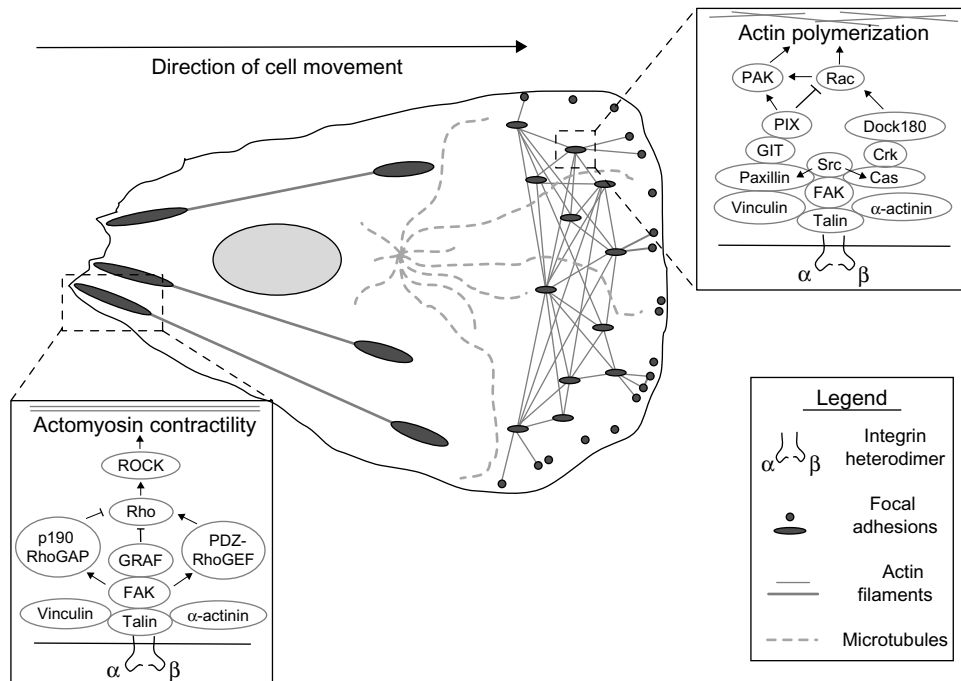 Direction of cell movement
Actin polymerization
PAK
Rac
PIX
Dock180
GIT
Crk
Src
Paxillin
Cas
FAK
Vinculin
α-actinin
Talin
α
β
Actomyosin contractility
ROCK
Rho
p190
RhoGAP
PDZ-
RhoGEF
GRAF
FAK
Vinculin
Talin
α-actinin
α
β
Legend
α
β
Integrin
heterodimer
Focal
adhesions
Actin
filaments
Microtubules